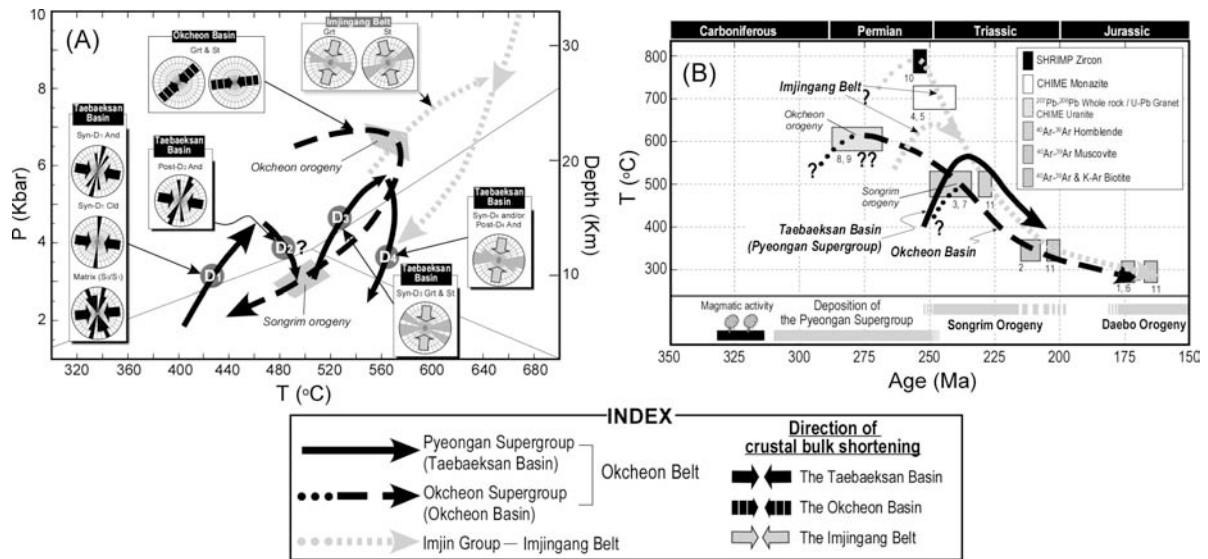 (A)
P (Kbar)
10
9
8
7
6
5
4
3
2
Okcheon Basin
Grt & St
Imjingang Belt
Grt St
30
20
10
Depth (Km)
Taebaeksan
Basin
Syn-D₁ And
Syn-D₁ Cld
Matrix (S₀/S₁)
Taebaeksan
Basin
Post-D₂ And
Okcheon orogeny
D₁
D₂?
D₃
D₄
Songrim orogeny
Taebaeksan
Basin
Syn-D₄ and/or
Post-D₄ And
Taebaeksan
Basin
Syn-D₃ Grt & St
320 360 400 440 480 520 560 600 640 680
T (°C)
(B)
Carboniferous Permian Triassic Jurassic
T (°C)
800
700
600
500
400
300
Imjingang Belt
?
10
4, 5
Okcheon
orogeny
8, 9 ??
?
Songrim
orogeny
3, 7
?
11
Taebaeksan Basin
(Pyeongan Supergroup)
Okcheon Basin
2
11
1, 6
11
SHRIMP Zircon
CHIME Monazite
²⁰⁷Pb-²⁰⁶Pb Whole rock / U-Pb Granet
CHIME Uranite
⁴⁰Ar-³⁹Ar Hornblende
⁴⁰Ar-³⁹Ar Muscovite
⁴⁰Ar-³⁹Ar & K-Ar Biotite
Magmatic activity
Deposition of
the Pyeongan Supergroup
Songrim Orogeny
Daebo Orogeny
350 300 250 225 200 150
Age (Ma)
INDEX
Pyeongan Supergroup
(Taebaeksan Basin)
Okcheon Supergroup
(Okcheon Basin)
Okcheon Belt
Imjin Group — Imjingang Belt
Direction of
crustal bulk shortening
The Taebaeksan Basin
The Okcheon Basin
The Imjingang Belt